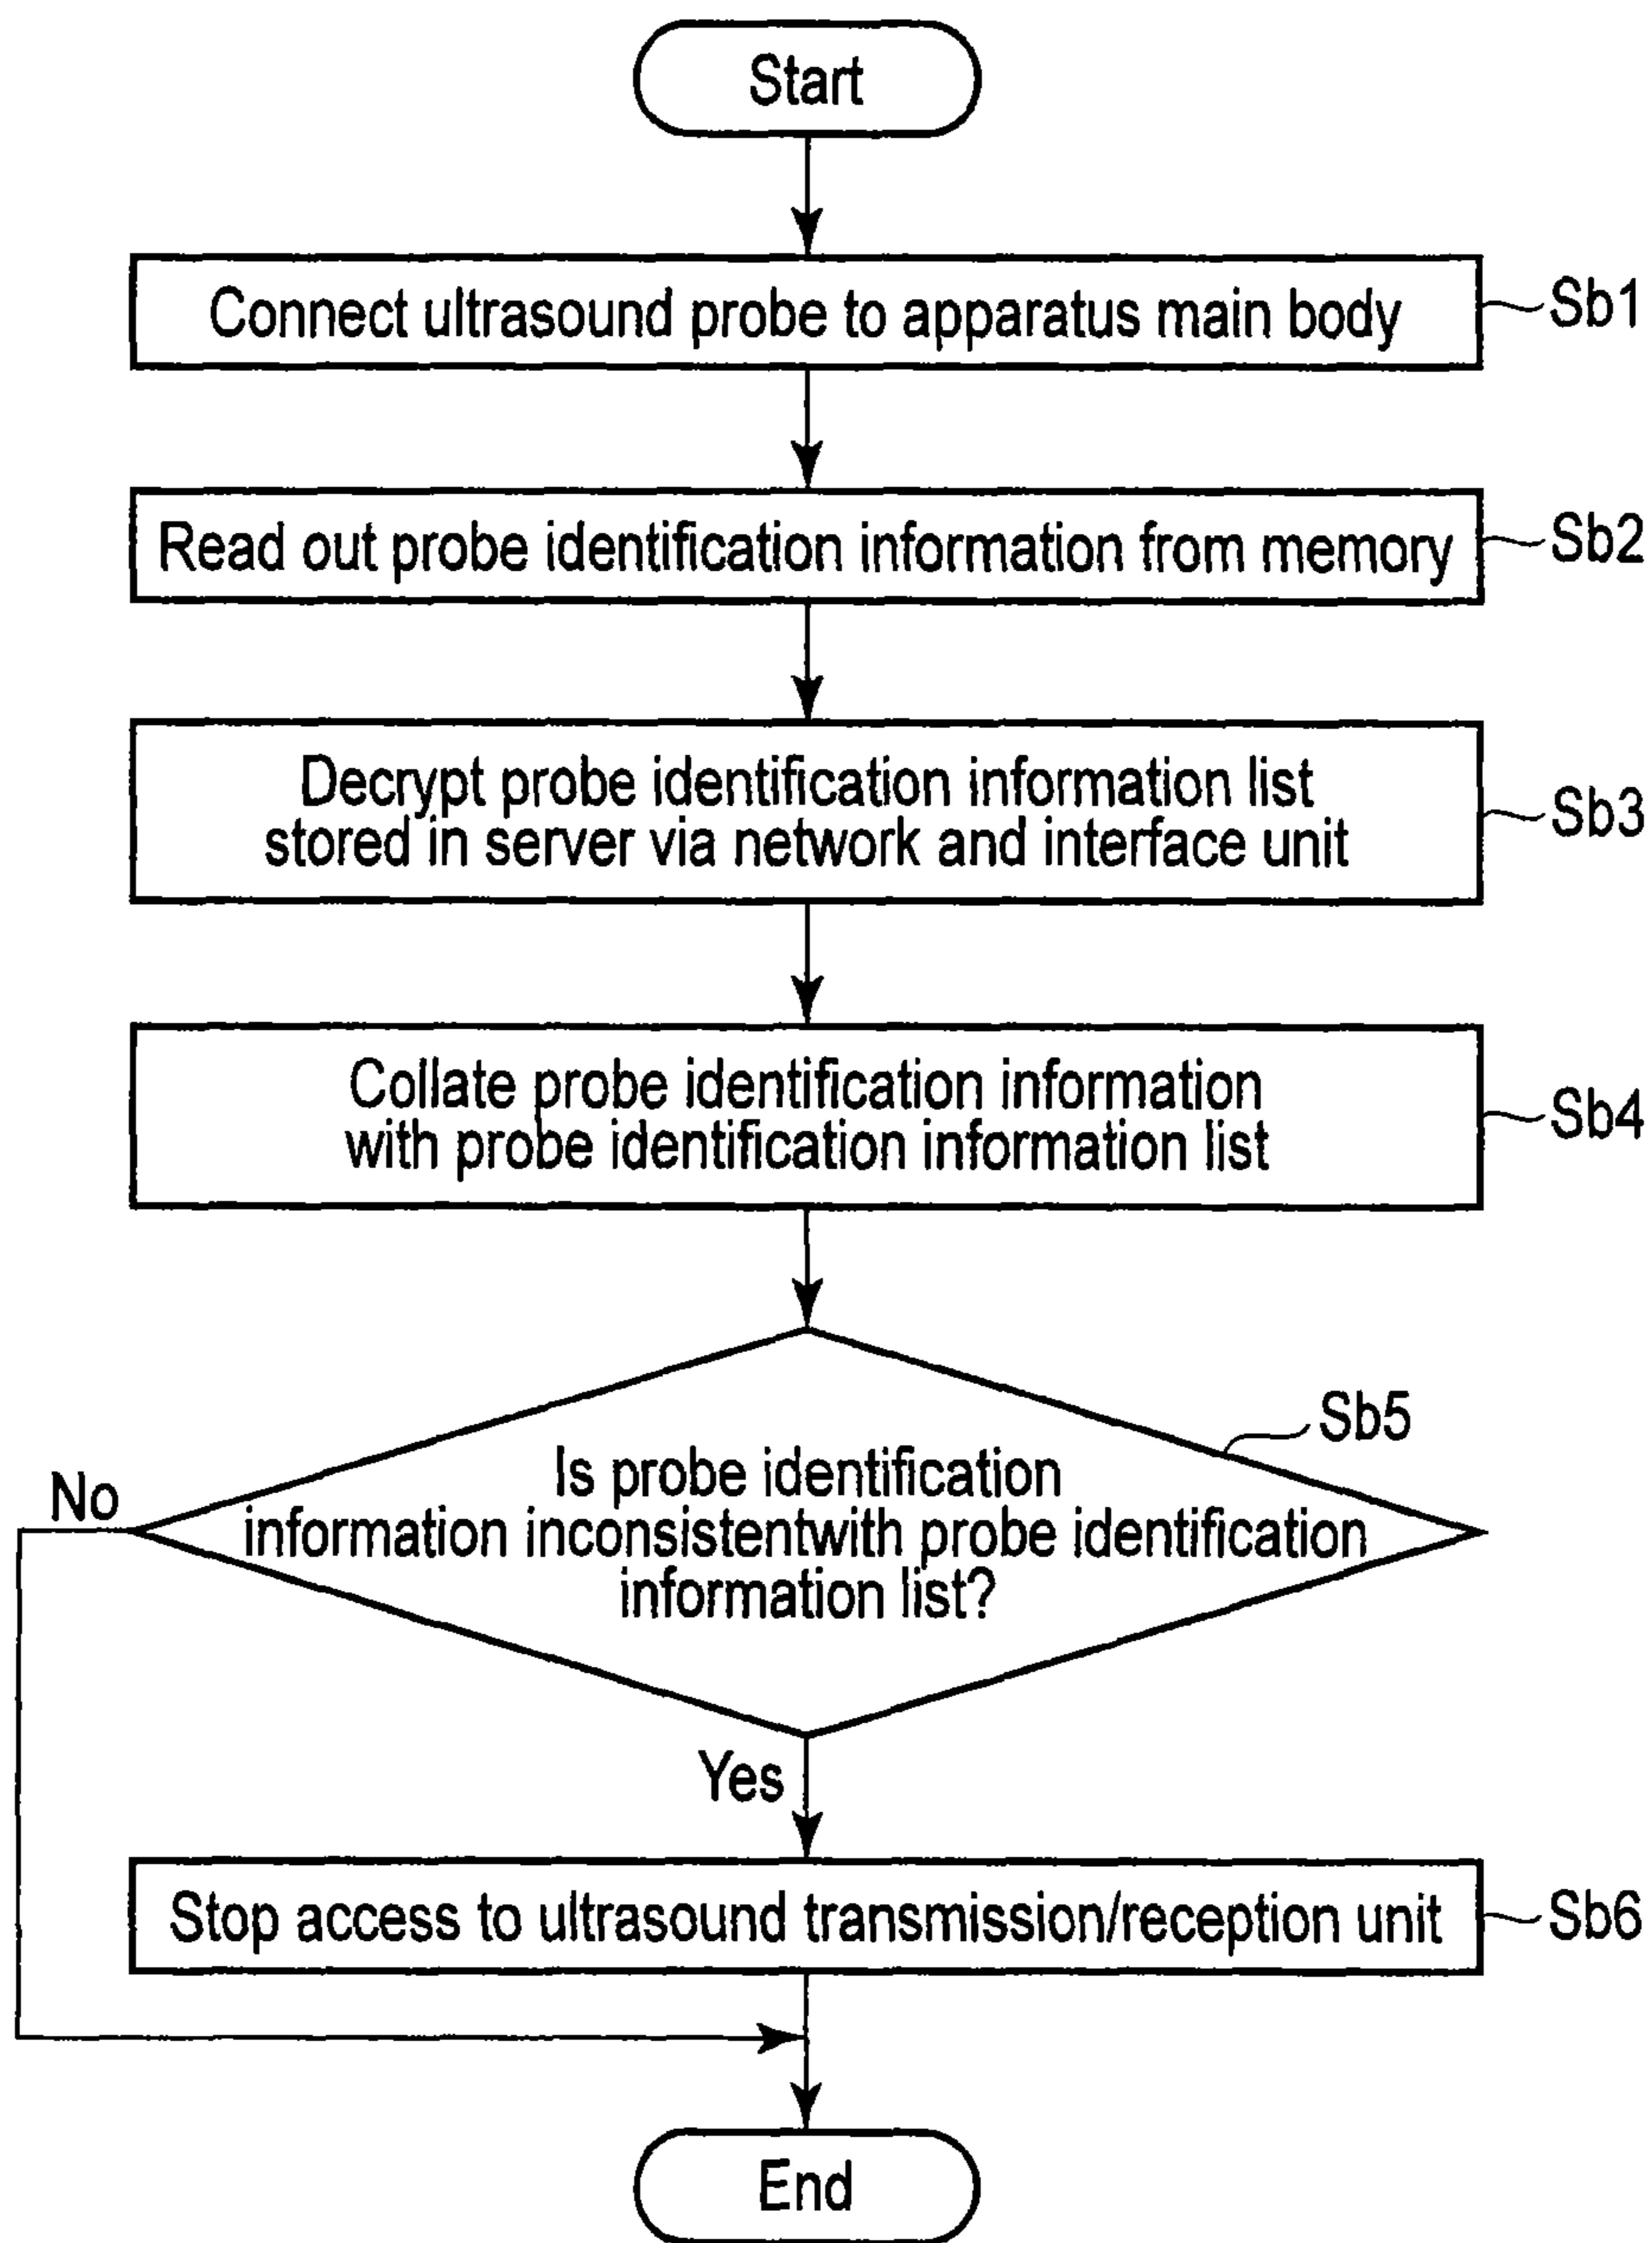 Start
Connect ultrasound probe to apparatus main body
Sb1
Read out probe identification information from memory
Sb2
Decrypt probe identification information list
stored in server via network and interface unit
Sb3
Collate probe identification information
with probe identification information list
Sb4
Sb5
Is probe identification
information inconsistentwith probe identification
information list?
No
Yes
Stop access to ultrasound transmission/reception unit
Sb6
End